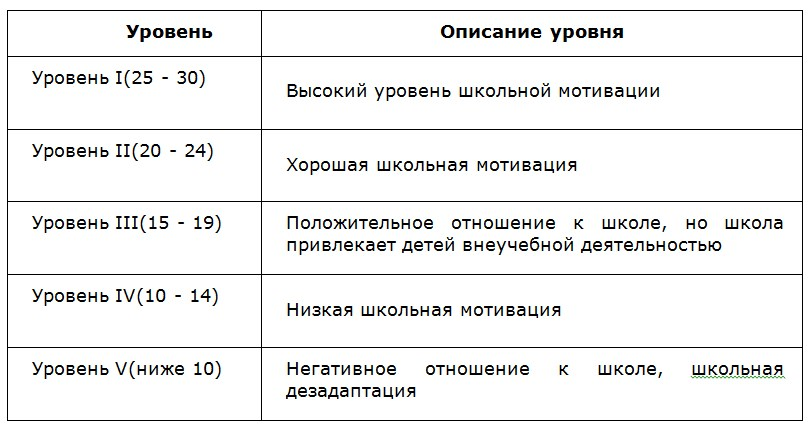 Уровень
Описание уровня
Уровень I(25 - 30)
Высокий уровень школьной мотивации
Уровень II(20 - 24)
Хорошая школьная мотивация
Уровень III(15 - 19)
Положительное отношение к школе, но школа
привлекает детей внеучебной деятельностью
Уровень IV(10 - 14)
Низкая школьная мотивация
Уровень V(ниже 10)
Негативное отношение к школе, школьная
дезадаптация